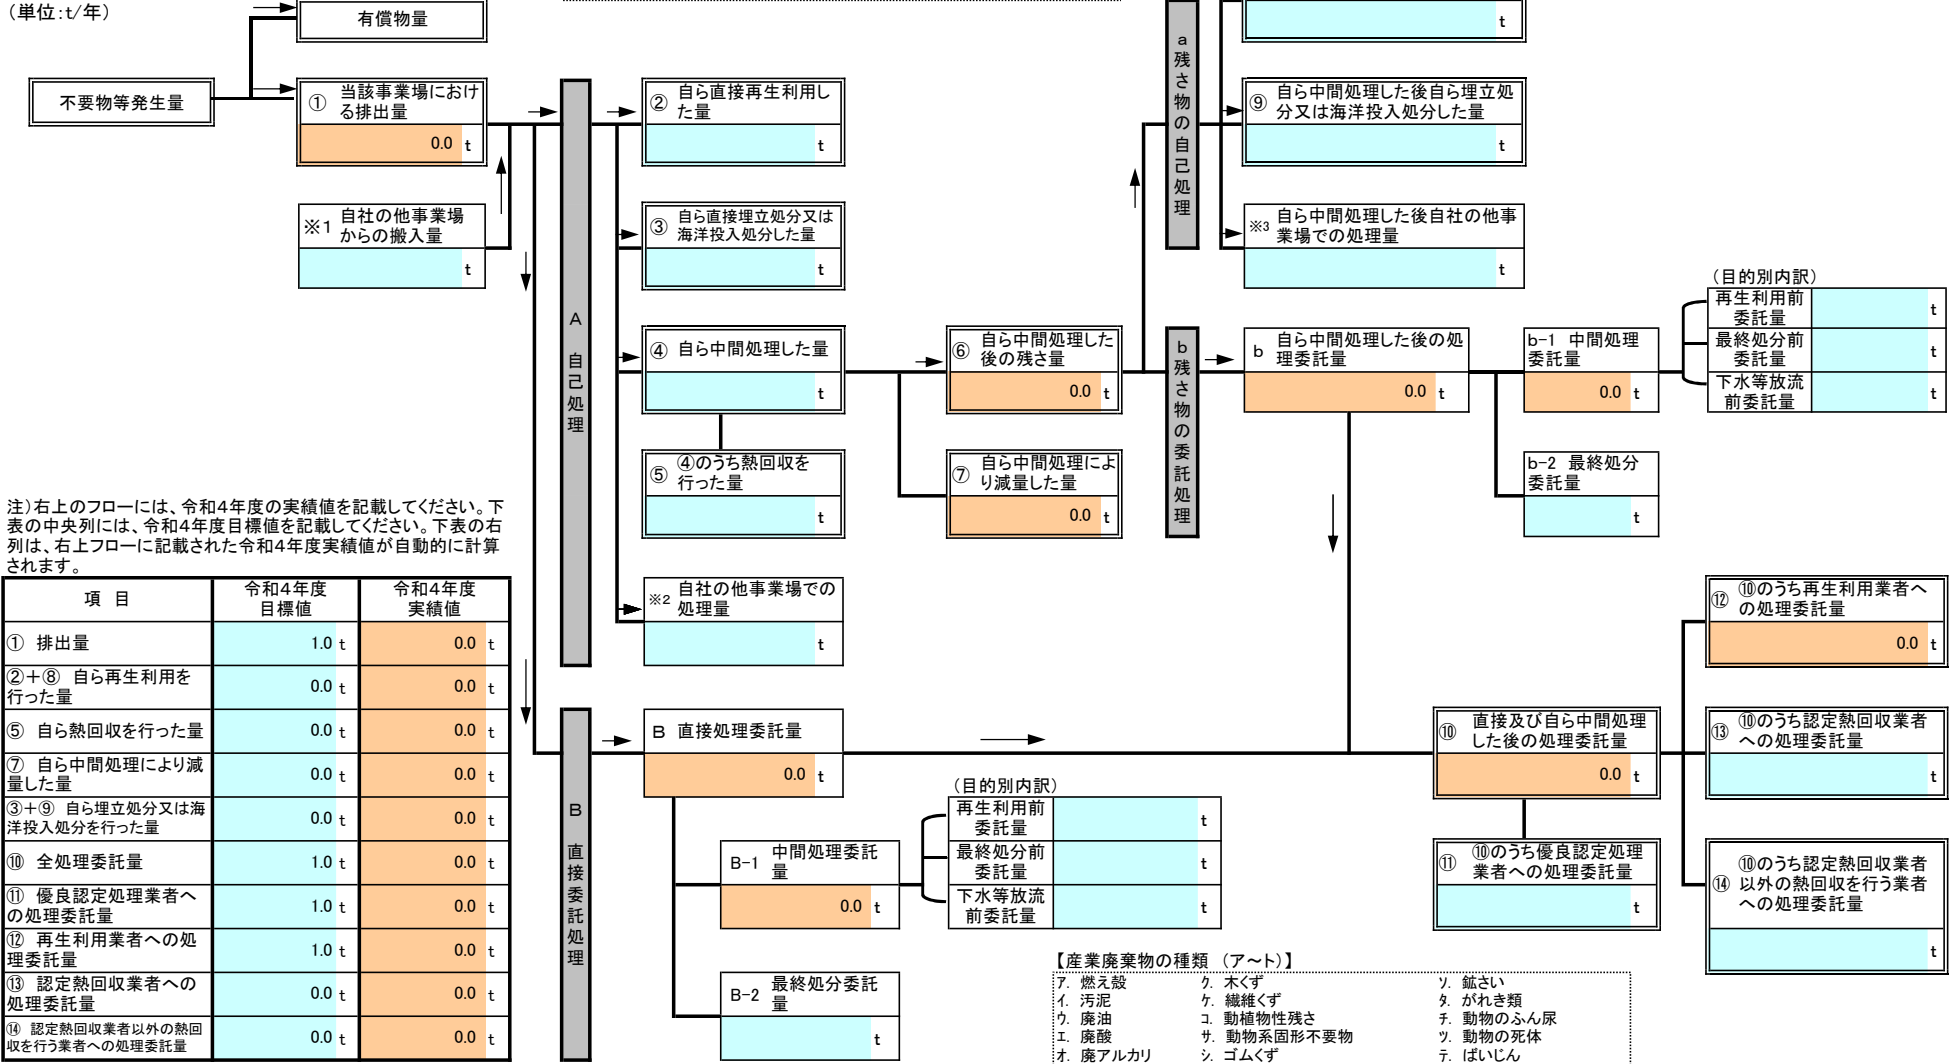 （単位:t/年）
有償物量
不要物等発生量
①
当該事業場におけ
る排出量
0.0 t
※1
自社の他事業場
からの搬入量
t
A
自
己
処
理
②
自ら直接再生利用し
た量
t
③
自ら直接埋立処分又は
海洋投入処分した量
t
④ 自ら中間処理した量
t
⑤
④のうち熱回収を
行った量
t
※2
自社の他事業場での
処理量
t
⑥
自ら中間処理した
後の残さ量
0.0 t
⑦
自ら中間処理によ
り減量した量
0.0 t
a
残
さ
物
の
自
己
処
理
t
⑨
自ら中間処理した後自ら埋立処
分又は海洋投入処分した量
t
※3
自ら中間処理した後自社の他事
業場での処理量
t
b
残
さ
物
の
委
託
処
理
b
自ら中間処理した後の処
理委託量
0.0 t
b-1 中間処理
委託量
0.0 t
b-2 最終処分
委託量
t
（目的別内訳）
再生利用前
委託量
t
最終処分前
委託量
t
下水等放流
前委託量
t
注）右上のフローには、令和4年度の実績値を記載してください。下
表の中央列には、令和4年度目標値を記載してください。下表の右
列は、右上フローに記載された令和4年度実績値が自動的に計算
されます。
項 目
令和4年度
目標値
令和4年度
実績値
① 排出量
1.0 t
0.0 t
②＋⑧ 自ら再生利用を
行った量
0.0 t
0.0 t
⑤ 自ら熱回収を行った量
0.0 t
0.0 t
⑦ 自ら中間処理により減
量した量
0.0 t
0.0 t
③＋⑨ 自ら埋立処分又は海
洋投入処分を行った量
0.0 t
0.0 t
⑩ 全処理委託量
1.0 t
0.0 t
⑪ 優良認定処理業者へ
の処理委託量
1.0 t
0.0 t
⑫ 再生利用業者への処
理委託量
1.0 t
0.0 t
⑬ 認定熱回収業者への
処理委託量
0.0 t
0.0 t
⑭ 認定熱回収業者以外の熱回
収を行う業者への処理委託量
0.0 t
0.0 t
B
直
接
委
託
処
理
B 直接処理委託量
0.0 t
B-1
中間処理委託
量
0.0 t
B-2
最終処分委託
量
t
（目的別内訳）
再生利用前
委託量
t
最終処分前
委託量
t
下水等放流
前委託量
t
⑩
直接及び自ら中間処理
した後の処理委託量
0.0 t
⑪
⑩のうち優良認定処理
業者への処理委託量
t
⑫
⑩のうち再生利用業者へ
の処理委託量
0.0 t
⑬
⑩のうち認定熱回収業者
への処理委託量
t
⑭
⑩のうち認定熱回収業者
以外の熱回収を行う業者
への処理委託量
t
【産業廃棄物の種類 （ア～ト）】
ア. 燃え殻
イ. 汚泥
ウ. 廃油
エ. 廃酸
オ. 廃アルカリ
ク. 木くず
ケ. 繊維くず
コ. 動植物性残さ
サ. 動物系固形不要物
シ. ゴムくず
ソ. 鉱さい
タ. がれき類
チ. 動物のふん尿
ツ. 動物の死体
テ. ばいじん